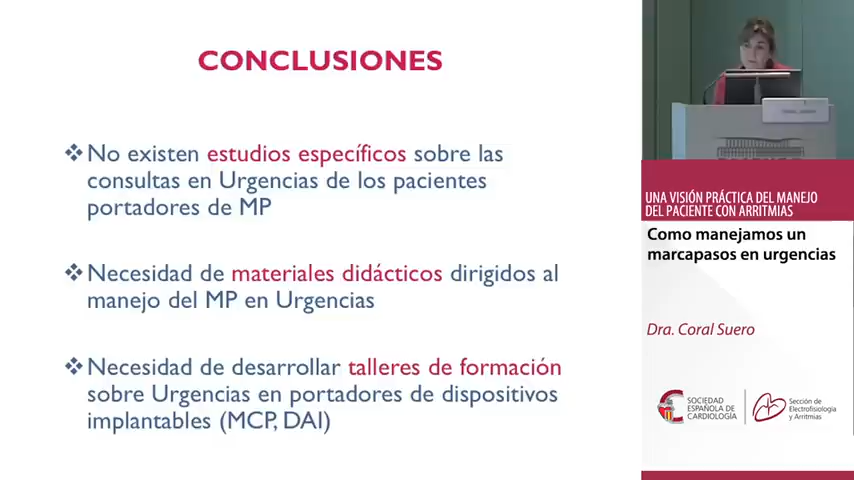 CONCLUSIONES
❖No existen estudios específicos sobre las
consultas en Urgencias de los pacientes
portadores de MP
❖Necesidad de materiales didácticos dirigidos al
manejo del MP en Urgencias
❖Necesidad de desarrollar talleres de formación
sobre Urgencias en portadores de dispositivos
implantables (MCP, DAI)
UNA VISIÓN PRÁCTICA DEL MANEJO
DEL PACIENTE CON ARRITMIAS
Como manejamos un
marcapasos en urgencias
Dra. Coral Suero
SOCIEDAD
ESPAÑOLA DE
CARDIOLOGÍA
Sección de
Electrofisiología
y Arritmias